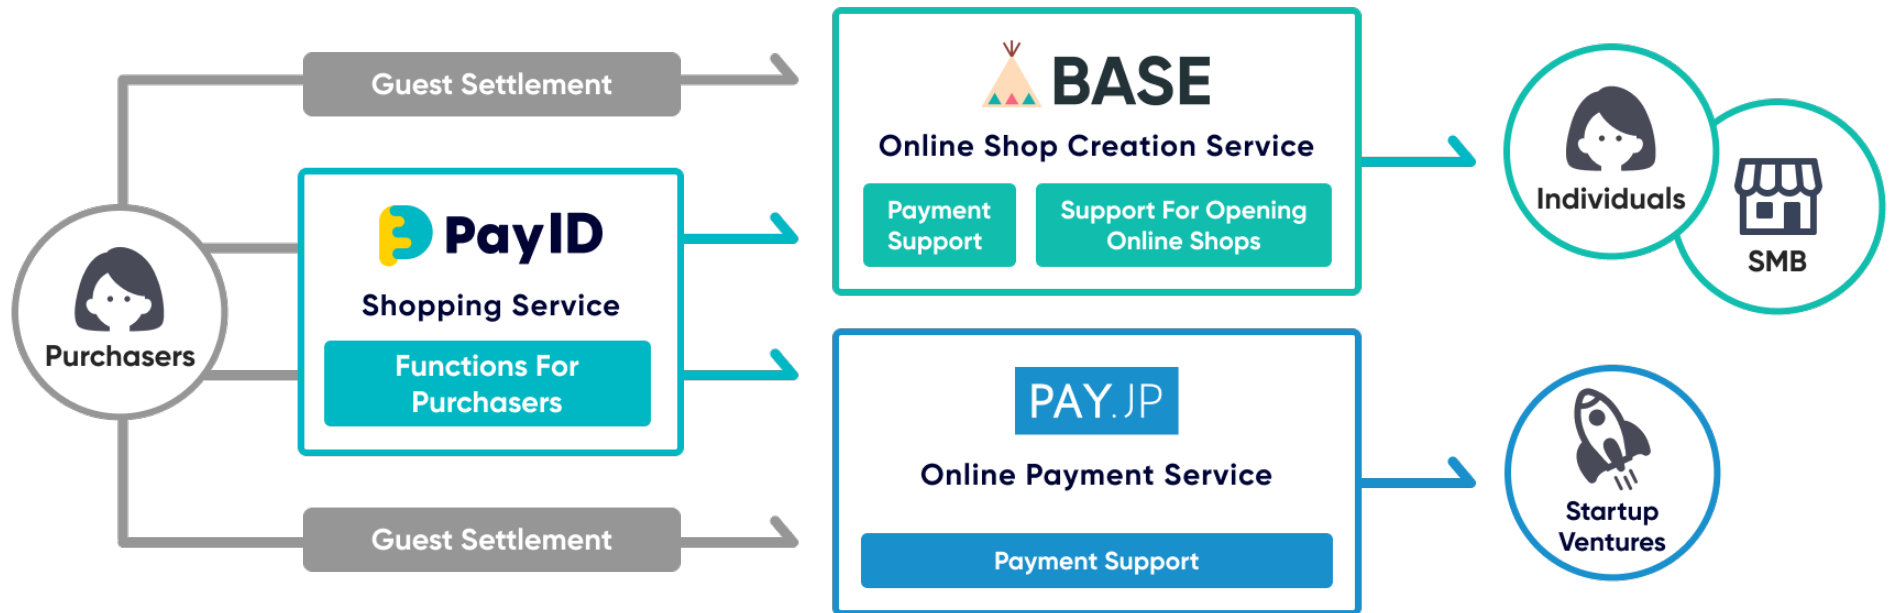 Guest Settlement
BASE
Online Shop Creation Service
Payment
Support
Support For Opening
Online Shops
Individuals
SMB
Purchasers
PayID
Shopping Service
Functions For
Purchasers
PAY.JP
Online Payment Service
Payment Support
Guest Settlement
Startup
Ventures